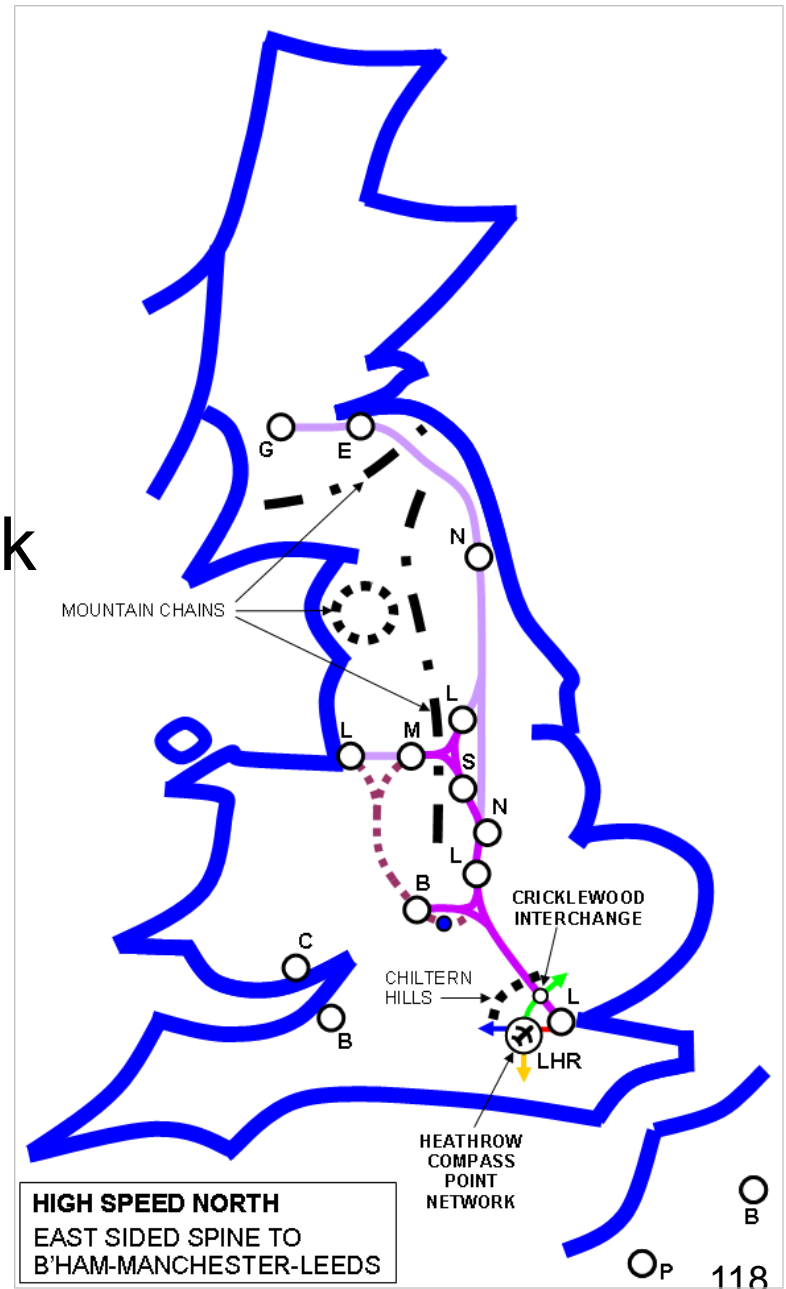 G
E
k
N
MOUNTAIN CHAINS
L
L
M
S
N
L
B
CRICKLEWOOD
INTERCHANGE
C
CHILTERN
HILLS
L
B
LHR
HEATHROW
COMPASS
POINT
NETWORK
HIGH SPEED NORTH
EAST SIDED SPINE TO
B'HAM-MANCHESTER-LEEDS
B
P
118